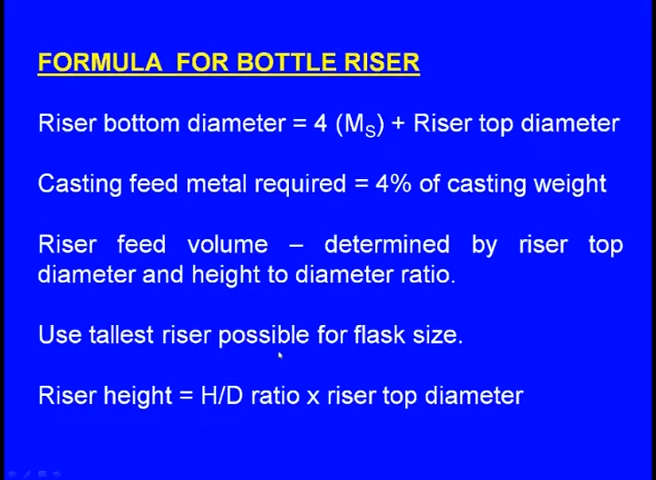 FORMULA FOR BOTTLE RISER
Riser bottom diameter = 4 (MS) + Riser top diameter
Casting feed metal required = 4% of casting weight
Riser feed volume – determined by riser top
diameter and height to diameter ratio.
Use tallest riser possible for flask size.
Riser height = H/D ratio x riser top diameter